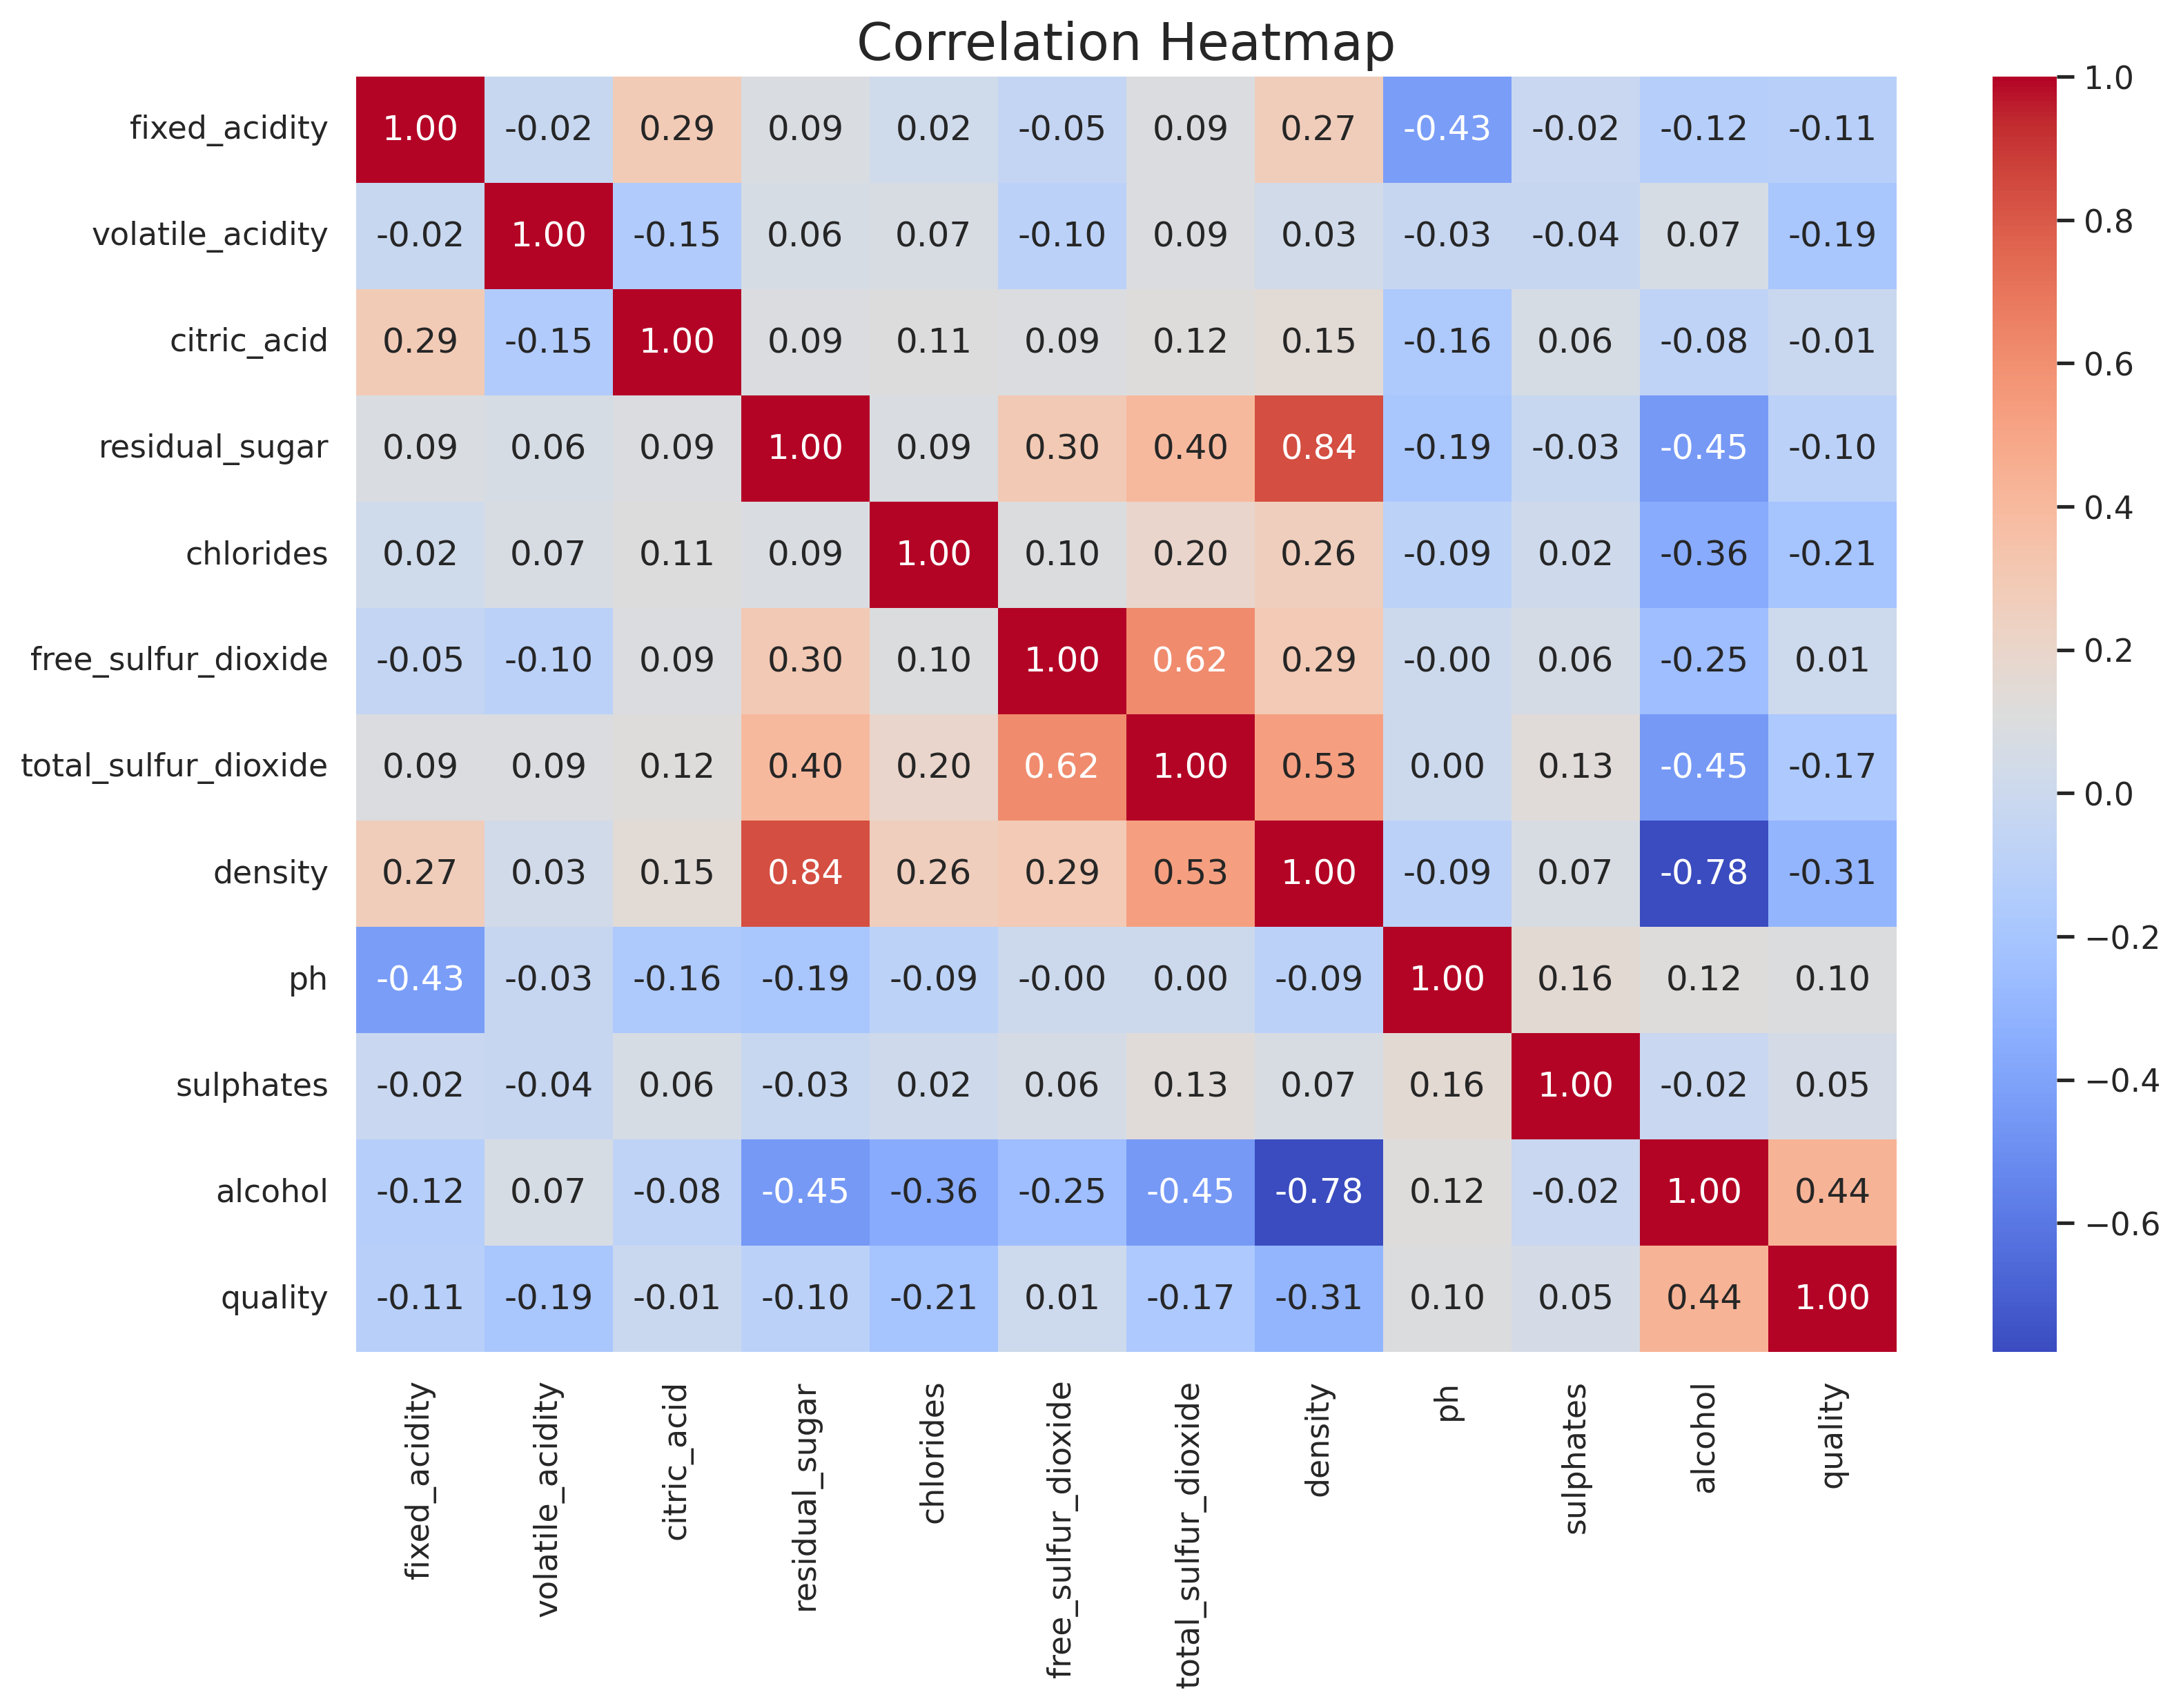 Correlation Heatmap
fixed_acidity 1.00 -0.02 0.29 0.09 0.02 -0.05 0.09 0.27 -0.43 -0.02 -0.12 -0.11
volatile_acidity -0.02 1.00 -0.15 0.06 0.07 -0.10 0.09 0.03 -0.03 -0.04 0.07 -0.19
citric_acid 0.29 -0.15 1.00 0.09 0.11 0.09 0.12 0.15 -0.16 0.06 -0.08 -0.01
residual_sugar 0.09 0.06 0.09 1.00 0.09 0.30 0.40 0.84 -0.19 -0.03 -0.45 -0.10
chlorides 0.02 0.07 0.11 0.09 1.00 0.10 0.20 0.26 -0.09 0.02 -0.36 -0.21
free_sulfur_dioxide -0.05 -0.10 0.09 0.30 0.10 1.00 0.62 0.29 -0.00 0.06 -0.25 0.01
total_sulfur_dioxide 0.09 0.09 0.12 0.40 0.20 0.62 1.00 0.53 0.00 0.13 -0.45 -0.17
density 0.27 0.03 0.15 0.84 0.26 0.29 0.53 1.00 -0.09 0.07 -0.78 -0.31
ph -0.43 -0.03 -0.16 -0.19 -0.09 -0.00 0.00 -0.09 1.00 0.16 0.12 0.10
sulphates -0.02 -0.04 0.06 -0.03 0.02 0.06 0.13 0.07 0.16 1.00 -0.02 0.05
alcohol -0.12 0.07 -0.08 -0.45 -0.36 -0.25 -0.45 -0.78 0.12 -0.02 1.00 0.44
quality -0.11 -0.19 -0.01 -0.10 -0.21 0.01 -0.17 -0.31 0.10 0.05 0.44 1.00
fixed_acidity
volatile_acidity
citric_acid
residual_sugar
chlorides
free_sulfur_dioxide
total_sulfur_dioxide
density
ph
sulphates
alcohol
quality
1.0
0.8
0.6
0.4
0.2
0.0
−0.2
−0.4
−0.6